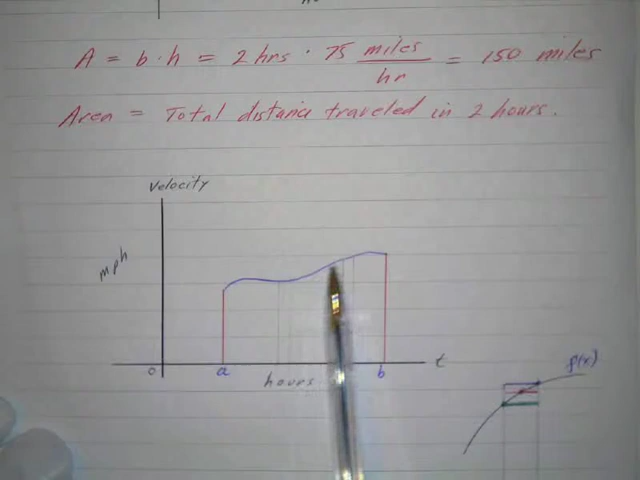 A = b · h = 2 hrs · 75 miles/hr = 150 miles
Area = Total distance traveled in 2 hours.
Velocity
mph
0 a hours b t
f(x)